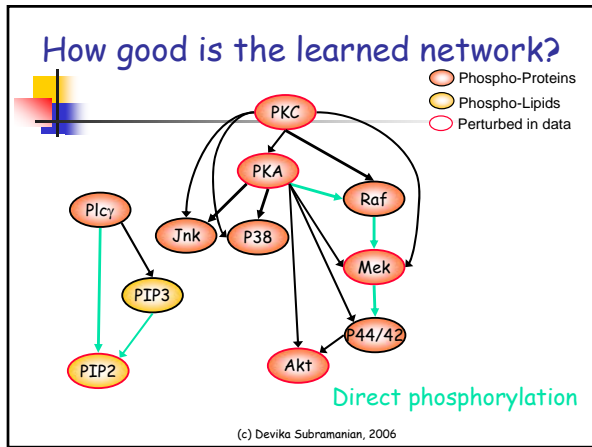 How good is the learned network?
Phospho-Proteins
Phospho-Lipids
Perturbed in data
PKC
PKA
Raf
Plcγ
Jnk
P38
Mek
PIP3
P44/42
Akt
PIP2
Direct phosphorylation
(c) Devika Subramanian, 2006